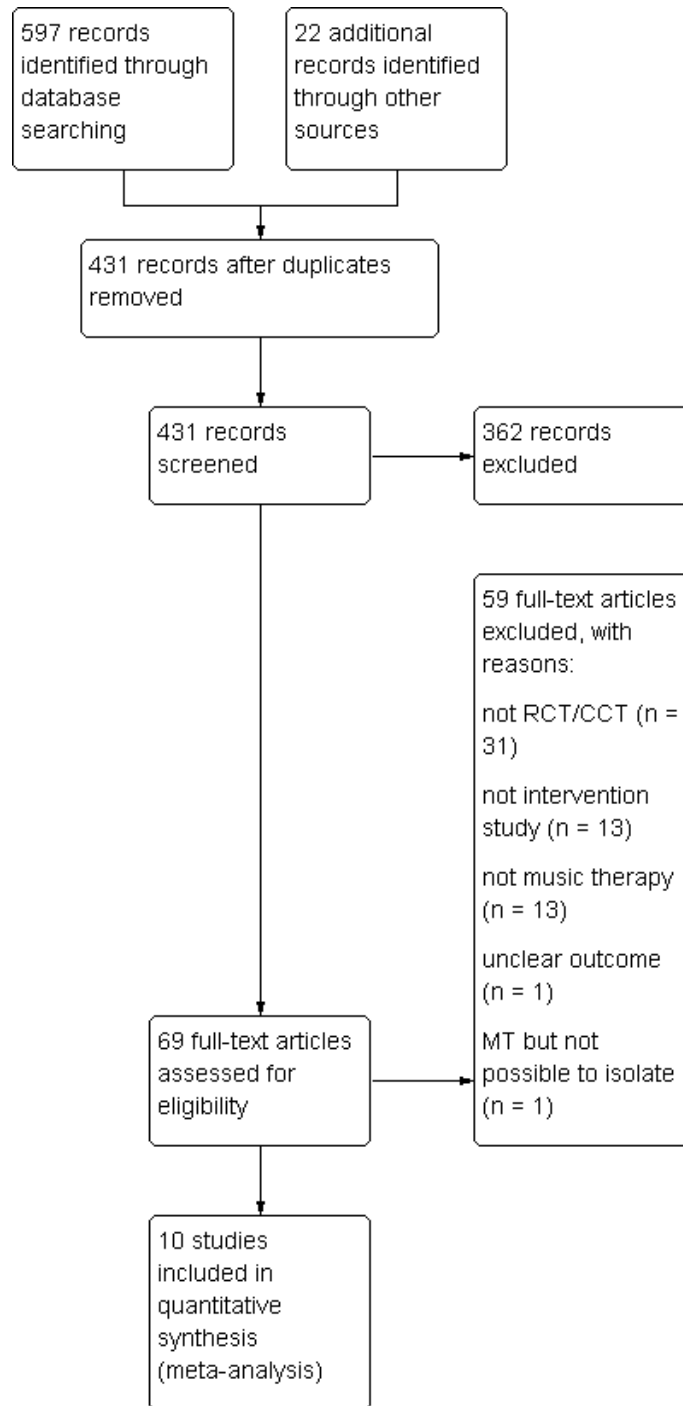 597 records
identified through
database
searching
22 additional
records identified
through other
sources
431 records after duplicates
removed
431 records
screened
362 records
excluded
59 full-text articles
excluded, with
reasons:
not RCT/CCT (n =
31)
not intervention
study (n = 13)
not music therapy
(n = 13)
unclear outcome
(n = 1)
MT but not
possible to isolate
(n = 1)
69 full-text articles
assessed for
eligibility
10 studies
included in
quantitative
synthesis
(meta-analysis)